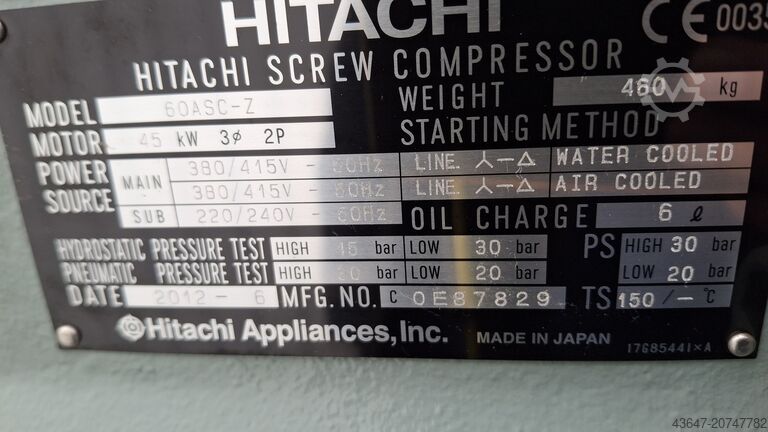 HITACHI CE 0035
HITACHI SCREW COMPRESSOR
MODEL 60ASC-Z WEIGHT 460 kg
MOTOR 45 kW 3ø 2P STARTING METHOD
POWER SOURCE MAIN 380/415V - 50Hz LINE. 人-△ WATER COOLED
380/415V - 60Hz LINE. 人-△ AIR COOLED
SUB 220/240V - 60Hz OIL CHARGE 6 ℓ
HYDROSTATIC PRESSURE TEST HIGH 45 bar LOW 30 bar PS HIGH 30 bar
PNEUMATIC PRESSURE TEST HIGH bar LOW 20 bar LOW 20 bar
DATE 2012 - 6 MFG.NO. C 0E87829 TS 150/-°C
Hitachi Appliances, Inc. MADE IN JAPAN 17685441×A
43647-20747782